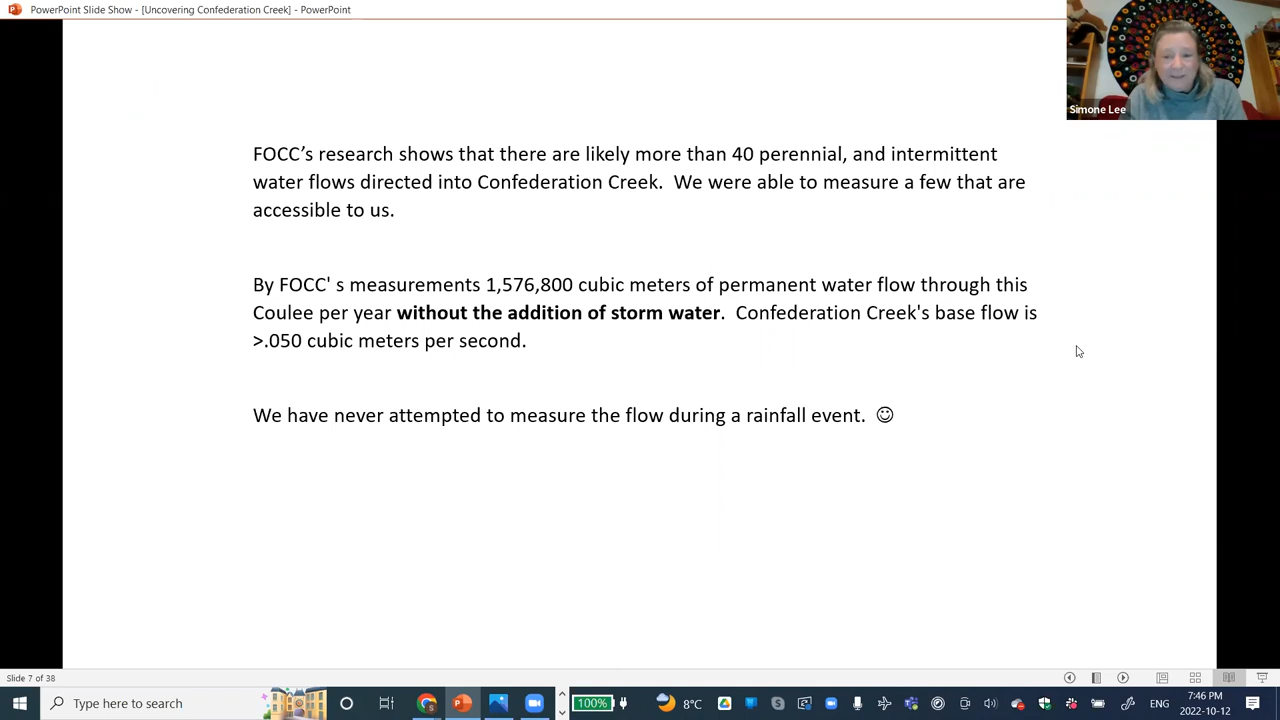 PowerPoint Slide Show - [Uncovering Confederation Creek] - PowerPoint
Simone Lee
FOCC’s research shows that there are likely more than 40 perennial, and intermittent
water flows directed into Confederation Creek.  We were able to measure a few that are
accessible to us.
By FOCC' s measurements 1,576,800 cubic meters of permanent water flow through this
Coulee per year without the addition of storm water.  Confederation Creek's base flow is
>.050 cubic meters per second.
We have never attempted to measure the flow during a rainfall event. ☺
Slide 7 of 38
Type here to search
100%
8°C
ENG
7:46 PM
2022-10-12